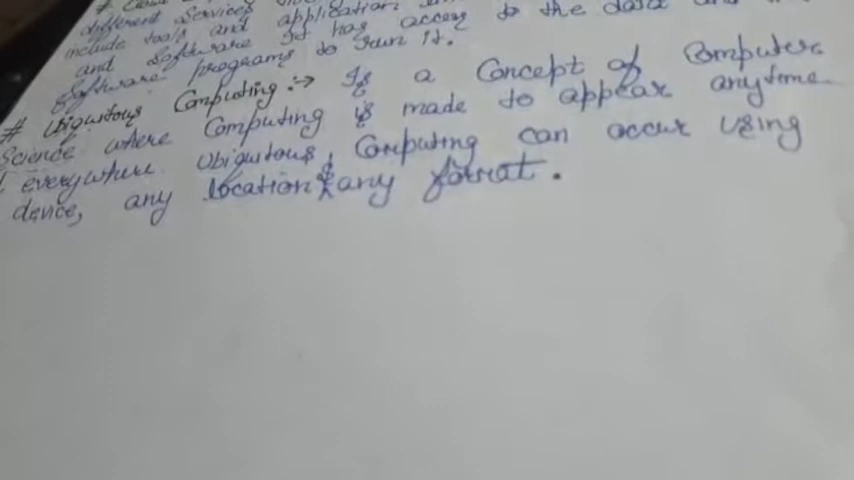 # Cloud
different Services
include tools and application
and Software It has access to the data and
Software programs to run it.
# Ubiquitous Computing :→ Is a Concept of Computer
Science where Computing is made to appear anytime
everywhere Ubiquitous, Computing can occur Using
device, any location & any format.